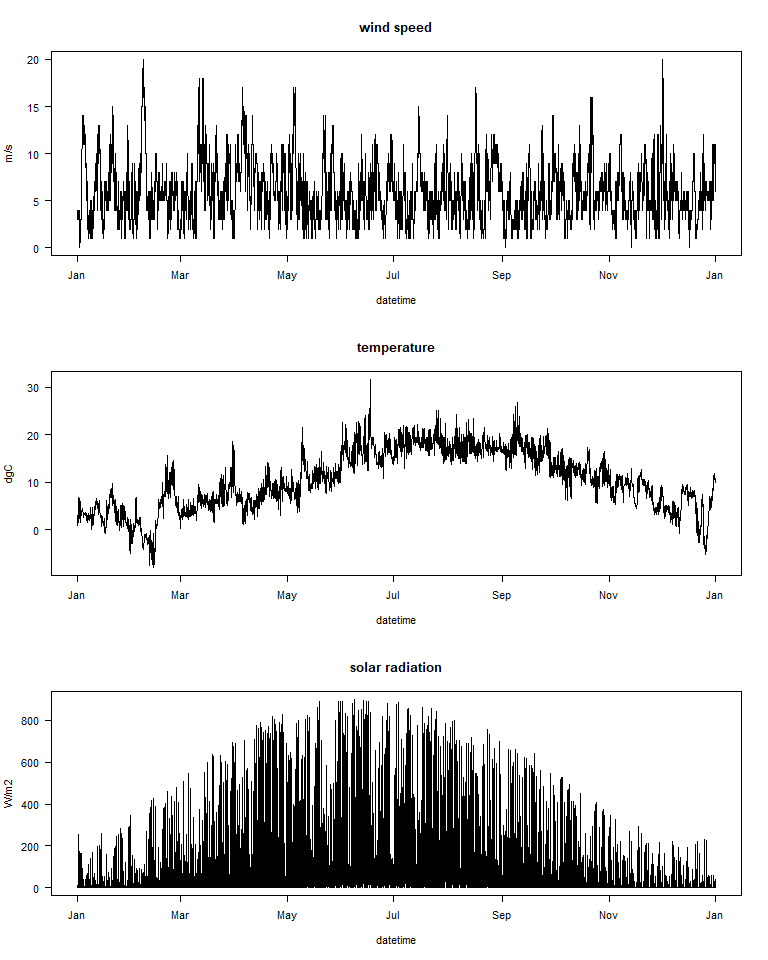 wind speed
20
15
10
5
0
m/s
Jan Mar May Jul Sep Nov Jan
datetime
temperature
30
20
10
0
dgC
Jan Mar May Jul Sep Nov Jan
datetime
solar radiation
800
600
400
200
0
W/m2
Jan Mar May Jul Sep Nov Jan
datetime